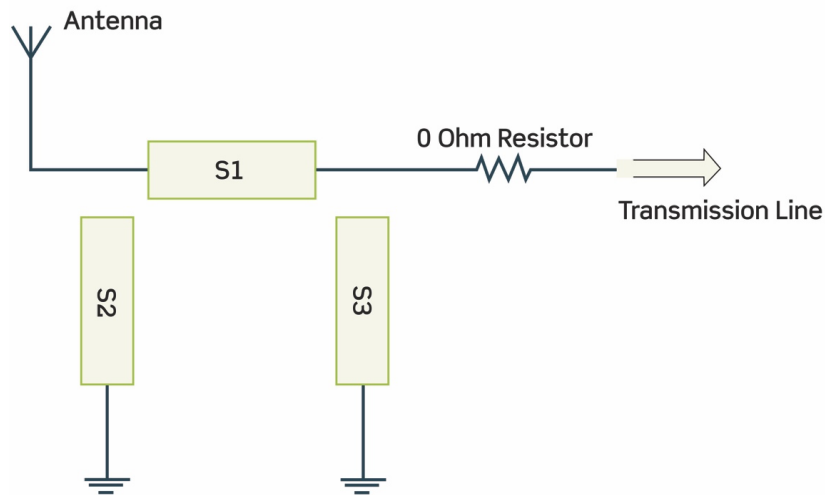 Antenna
0 Ohm Resistor
S1
Transmission Line
S2
S3